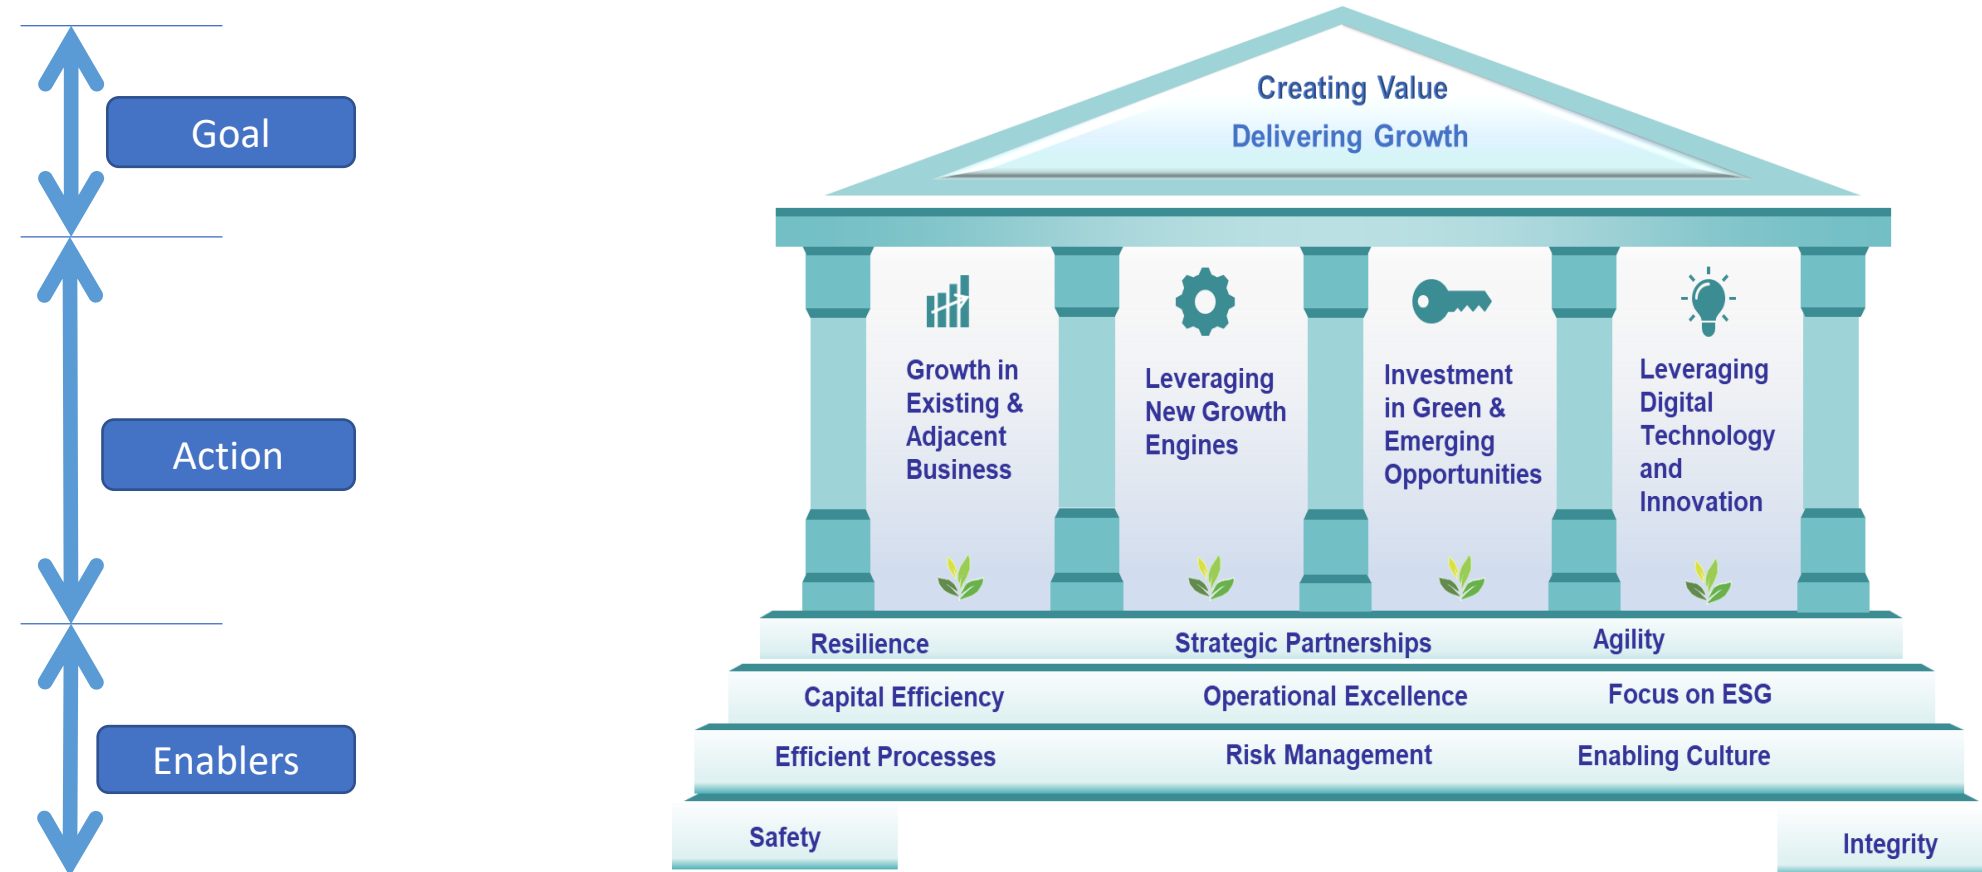 Goal
Creating Value
Delivering Growth
Action
Growth in
Existing &
Adjacent
Business
Leveraging
New Growth
Engines
Investment
in Green &
Emerging
Opportunities
Leveraging
Digital
Technology
and
Innovation
Enablers
Resilience
Strategic Partnerships
Agility
Capital Efficiency
Operational Excellence
Focus on ESG
Efficient Processes
Risk Management
Enabling Culture
Safety
Integrity